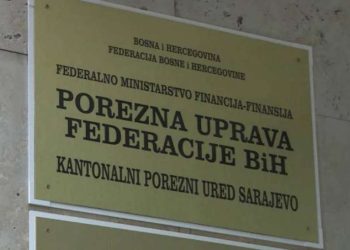 BOSNA i HERCEGOVINA
FEDERACIJA BOSNE i HERCEGOVINE
FEDERALNO MINISTARSTVO FINANCIJA-FINANSIJA
POREZNA UPRAVA
FEDERACIJE BiH
KANTONALNI POREZNI URED SARAJEVO